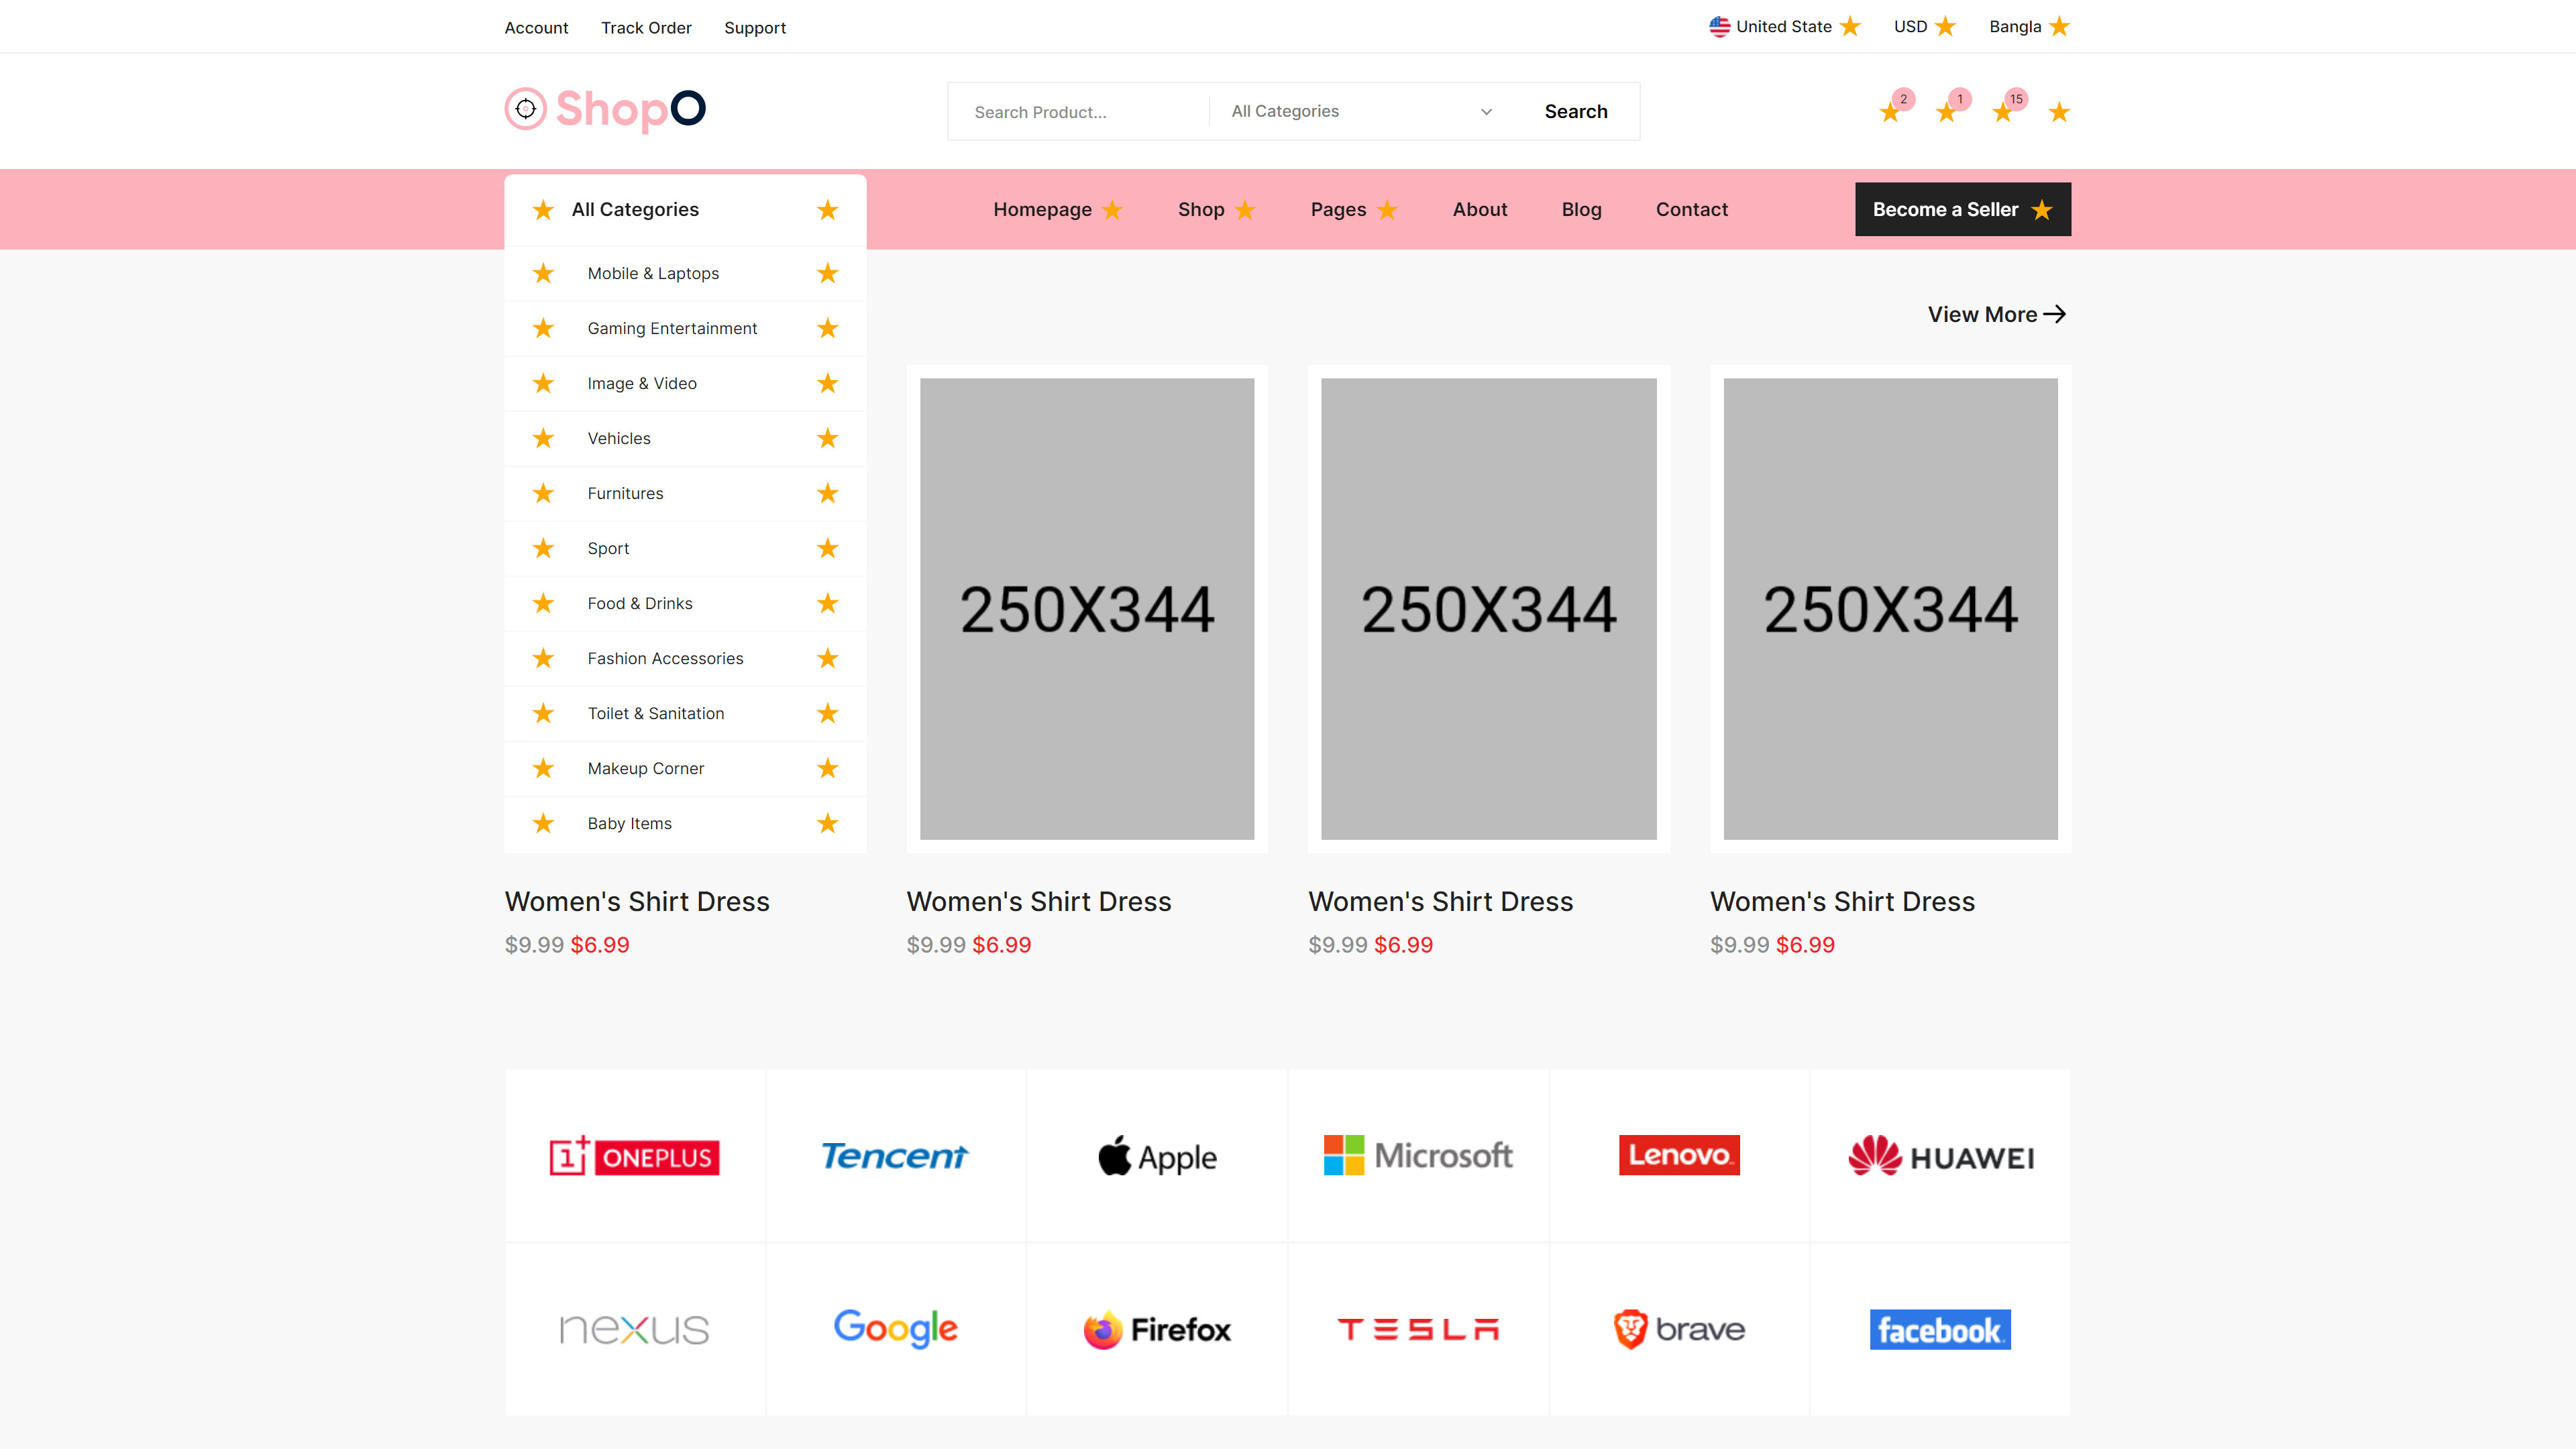 Account Track Order Support United State USD Bangla
ShopO Search Product... All Categories Search 2 1 15
All Categories Homepage Shop Pages About Blog Contact Become a Seller
Mobile & Laptops
View More
Gaming Entertainment
Image & Video
Vehicles
Furnitures
Sport
Food & Drinks
250X344 250X344 250X344
Fashion Accessories
Toilet & Sanitation
Makeup Corner
Baby Items
Women's Shirt Dress Women's Shirt Dress Women's Shirt Dress Women's Shirt Dress
$9.99 $6.99 $9.99 $6.99 $9.99 $6.99 $9.99 $6.99
1+ ONEPLUS Tencent Apple Microsoft Lenovo HUAWEI
nexus Google Firefox TESLA brave facebook